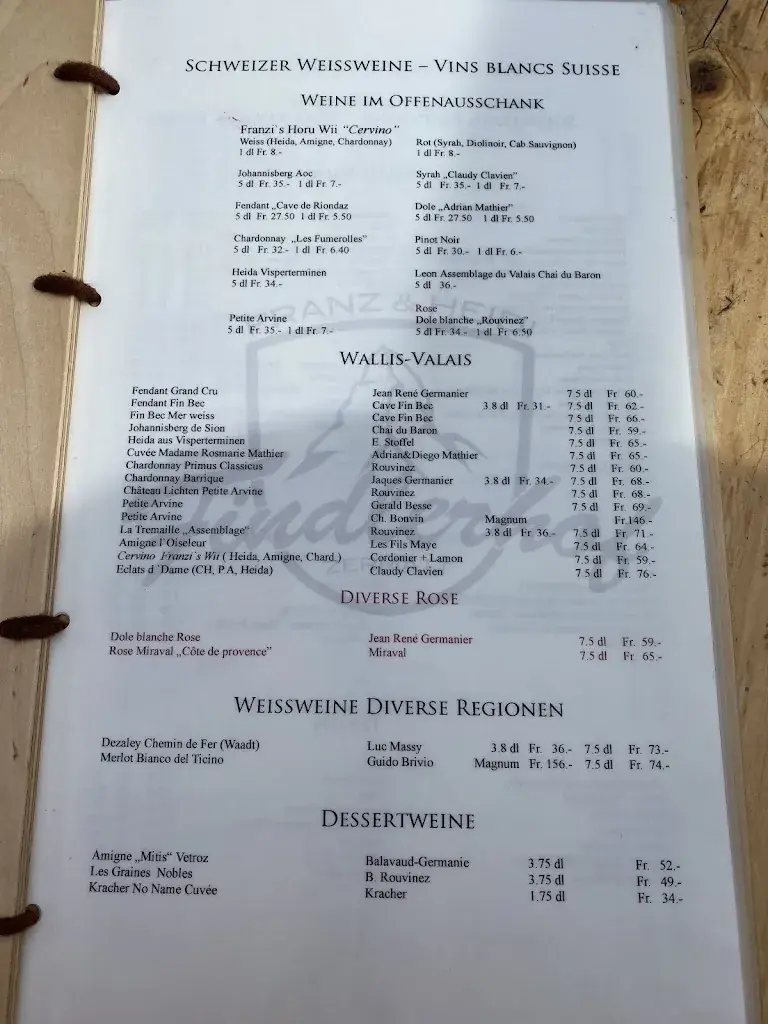 SCHWEIZER WEISSWEINE – VINS BLANCS SUISSE
WEINE IM OFFENAUSSCHANK
Franzi`s Horu Wii "Cervino"
Weiss (Heida, Amigne, Chardonnay) Rot (Syrah, Diolinoir, Cab.Sauvignon)
1 dl Fr. 8.- 1 dl Fr. 8.-
Johannisberg Aoc Syrah „Claudy Clavien"
5 dl Fr. 35.- 1 dl Fr. 7.- 5 dl Fr. 35.- 1 dl Fr. 7.-
Fendant „Cave de Riondaz Dole „Adrian Mathier"
5 dl Fr. 27.50 1 dl Fr. 5.50 5 dl Fr. 27.50 1 dl Fr. 5.50
Chardonnay „Les Fumerolles" Pinot Noir
5 dl Fr. 32.- 1 dl Fr. 6.40 5 dl Fr. 30.- 1 dl Fr. 6.-
Heida Visperterminen Leon Assemblage du Valais Chai du Baron
5 dl Fr. 34.- 5 dl 36.-
Rose
Petite Arvine Dole blanche „Rouvinez"
5 dl Fr. 35.- 1 dl Fr. 7.- 5 dl Fr. 34.- 1 dl Fr. 6.50
WALLIS-VALAIS
Fendant Grand Cru Jean René Germanier 7.5 dl Fr. 60.-
Fendant Fin Bec Cave Fin Bec 3.8 dl Fr. 31.- 7.5 dl Fr. 62.-
Fin Bec Mer weiss Cave Fin Bec 7.5 dl Fr. 66.-
Johannisberg de Sion Chai du Baron 7.5 dl Fr. 59.-
Heida aus Visperterminen E. Stoffel 7.5 dl Fr. 65.-
Cuvée Madame Rosmarie Mathier Adrian&Diego Mathier 7.5 dl Fr. 65.-
Chardonnay Primus Classicus Rouvinez 7.5 dl Fr. 60.-
Chardonnay Barrique Jaques Germanier 3.8 dl Fr. 34.- 7.5 dl Fr. 68.-
Château Lichten Petite Arvine Rouvinez 7.5 dl Fr. 68.-
Petite Arvine Gerald Besse 7.5 dl Fr. 69.-
Petite Arvine Ch. Bonvin Magnum Fr.146.-
La Tremaille „Assemblage" Rouvinez 3.8 dl Fr. 36.- 7.5 dl Fr. 71.-
Amigne l`Oiseleur Les Fils Maye 7.5 dl Fr. 64.-
Cervino Franzi`s Wii ( Heida, Amigne, Chard.) Cordonier + Lamon 7.5 dl Fr. 59.-
Eclats d `Dame (CH, P.A, Heida) Claudy Clavien 7.5 dl Fr. 76.-
DIVERSE ROSE
Dole blanche Rose Jean René Germanier 7.5 dl Fr. 59.-
Rose Miraval „Côte de provence" Miraval 7.5 dl Fr 65.-
WEISSWEINE DIVERSE REGIONEN
Dezaley Chemin de Fer (Waadt) Luc Massy 3.8 dl Fr. 36.- 7.5 dl Fr. 73.-
Merlot Bianco del Ticino Guido Brivio Magnum Fr. 156.- 7.5 dl Fr. 74.-
DESSERTWEINE
Amigne „Mitis" Vetroz Balavaud-Germanie 3.75 dl Fr. 52.-
Les Graines Nobles B. Rouvinez 3.75 dl Fr. 49.-
Kracher No Name Cuvée Kracher 1.75 dl Fr. 34.-